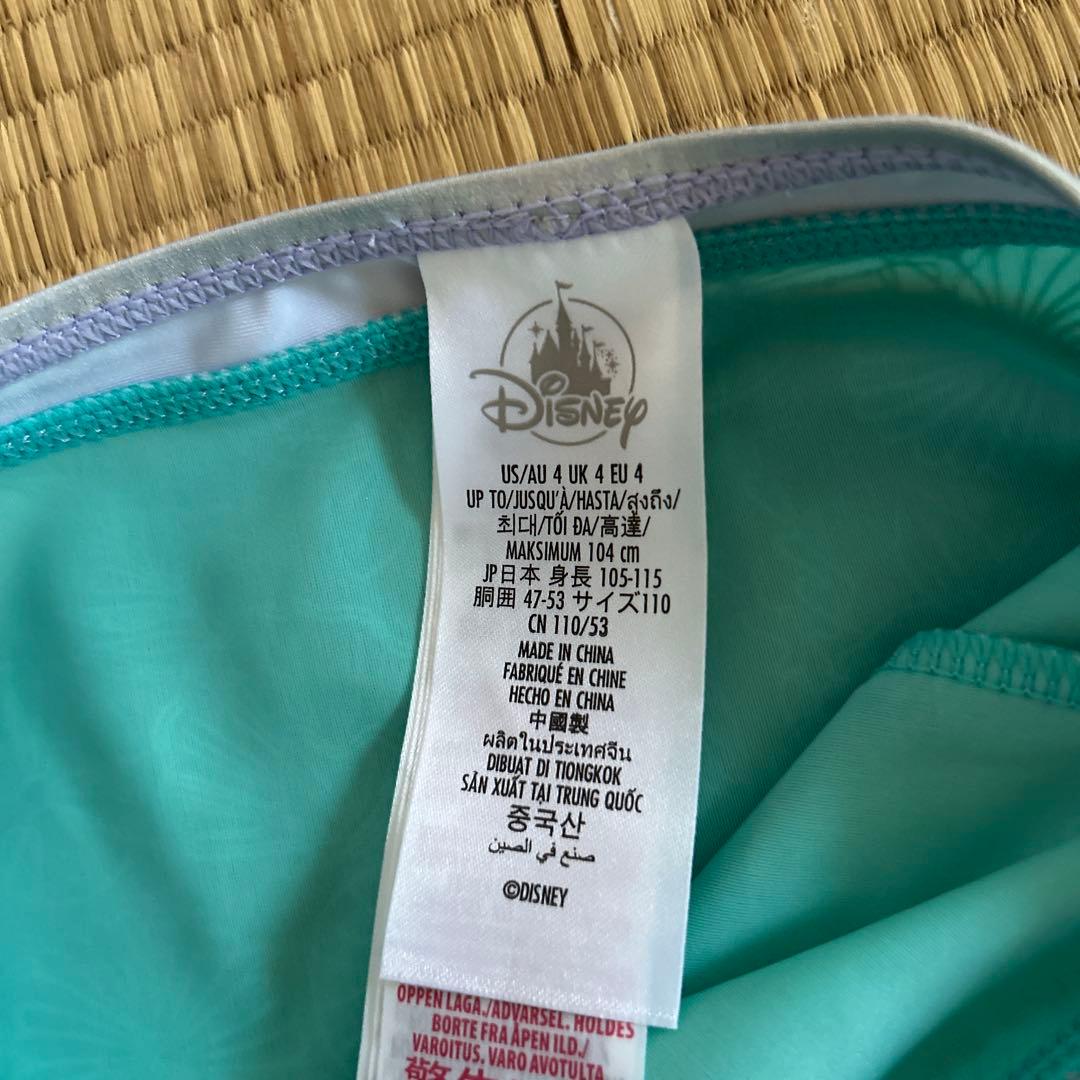 Disney
US/AU 4 UK 4 EU 4
UP TO/JUSQU'À/HASTA/สูงถึง/
최대/TỐI ĐA/高達/
MAKSIMUM 104 cm
JP日本 身長 105-115
胴囲 47-53 サイズ110
CN 110/53
MADE IN CHINA
FABRIQUÉ EN CHINE
HECHO EN CHINA
中國製
ผลิตในประเทศจีน
DIBUAT DI TIONGKOK
SẢN XUẤT TẠI TRUNG QUỐC
중국산
صنع في الصين
©DISNEY
OPPEN LAGA./ADVARSEL. HOLDES
BORTE FRA ÅPEN ILD./
VAROITUS. VARO AVOTULTA